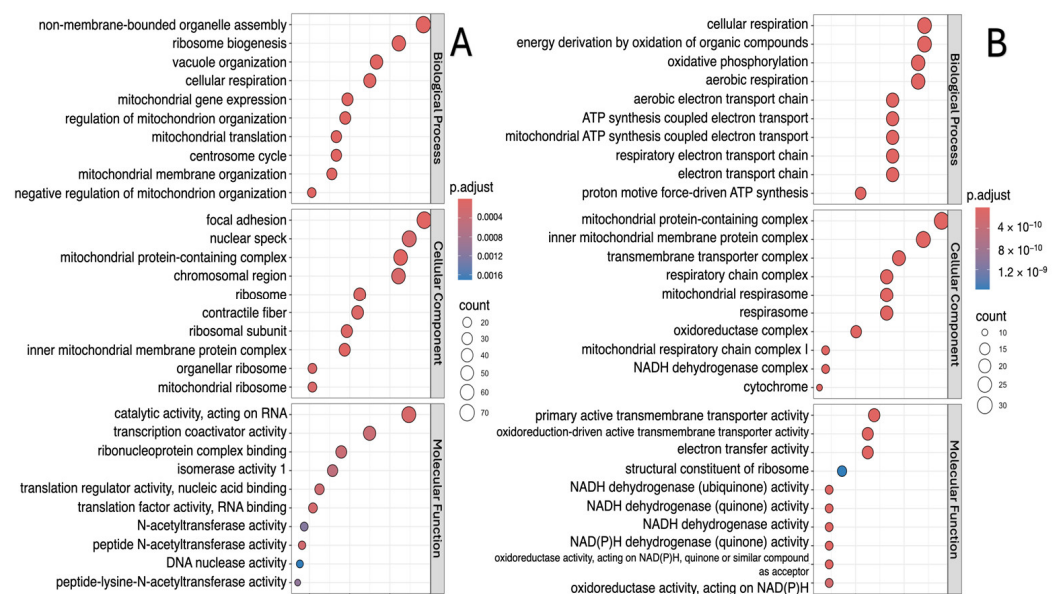 non-membrane-bounded organelle assembly
ribosome biogenesis
vacuole organization
cellular respiration
mitochondrial gene expression
regulation of mitochondrion organization
mitochondrial translation
centrosome cycle
mitochondrial membrane organization
negative regulation of mitochondrion organization
Biological Process
A
focal adhesion
nuclear speck
mitochondrial protein-containing complex
chromosomal region
ribosome
contractile fiber
ribosomal subunit
inner mitochondrial membrane protein complex
organellar ribosome
mitochondrial ribosome
Cellular Component
catalytic activity, acting on RNA
transcription coactivator activity
ribonucleoprotein complex binding
isomerase activity 1
translation regulator activity, nucleic acid binding
translation factor activity, RNA binding
N-acetyltransferase activity
peptide N-acetyltransferase activity
DNA nuclease activity
peptide-lysine-N-acetyltransferase activity
Molecular Function
p.adjust
0.0004
0.0008
0.0012
0.0016
count
20
30
40
50
60
70
cellular respiration
energy derivation by oxidation of organic compounds
oxidative phosphorylation
aerobic respiration
aerobic electron transport chain
ATP synthesis coupled electron transport
mitochondrial ATP synthesis coupled electron transport
respiratory electron transport chain
electron transport chain
proton motive force-driven ATP synthesis
Biological Process
B
mitochondrial protein-containing complex
inner mitochondrial membrane protein complex
transmembrane transporter complex
respiratory chain complex
mitochondrial respirasome
respirasome
oxidoreductase complex
mitochondrial respiratory chain complex I
NADH dehydrogenase complex
cytochrome
Cellular Component
primary active transmembrane transporter activity
oxidoreduction-driven active transmembrane transporter activity
electron transfer activity
structural constituent of ribosome
NADH dehydrogenase (ubiquinone) activity
NADH dehydrogenase (quinone) activity
NADH dehydrogenase activity
NAD(P)H dehydrogenase (quinone) activity
oxidoreductase activity, acting on NAD(P)H, quinone or similar compound
as acceptor
oxidoreductase activity, acting on NAD(P)H
Molecular Function
p.adjust
4 × 10⁻¹⁰
8 × 10⁻¹⁰
1.2 × 10⁻⁹
count
10
15
20
25
30